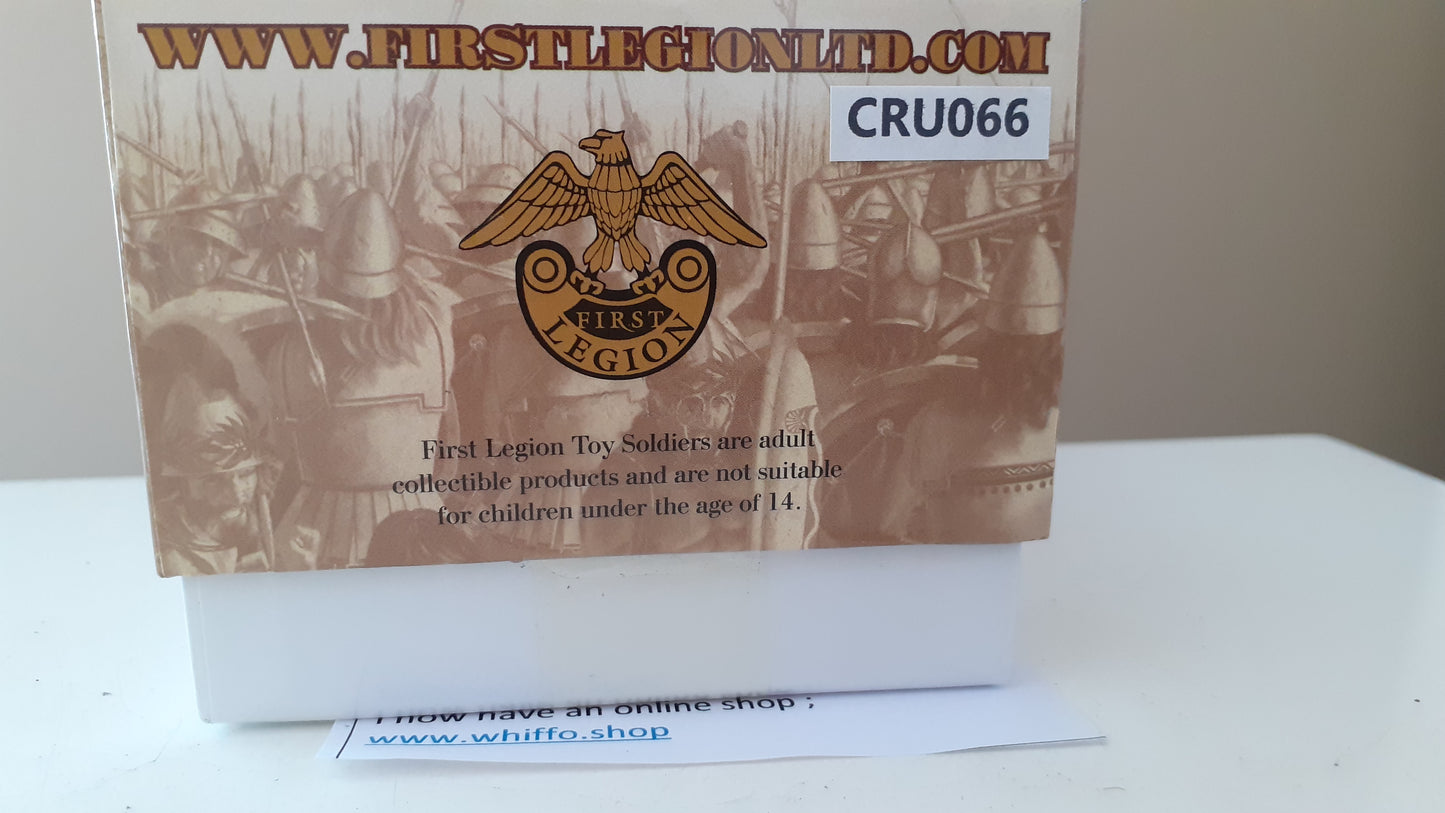 WWW.FIRSTLEGIONLTD.COM
CRU066
FIRST
LEGION
First Legion Toy Soldiers are adult
collectible products and are not suitable
for children under the age of 14.
I now have an online shop ;
www.whiffo.shop